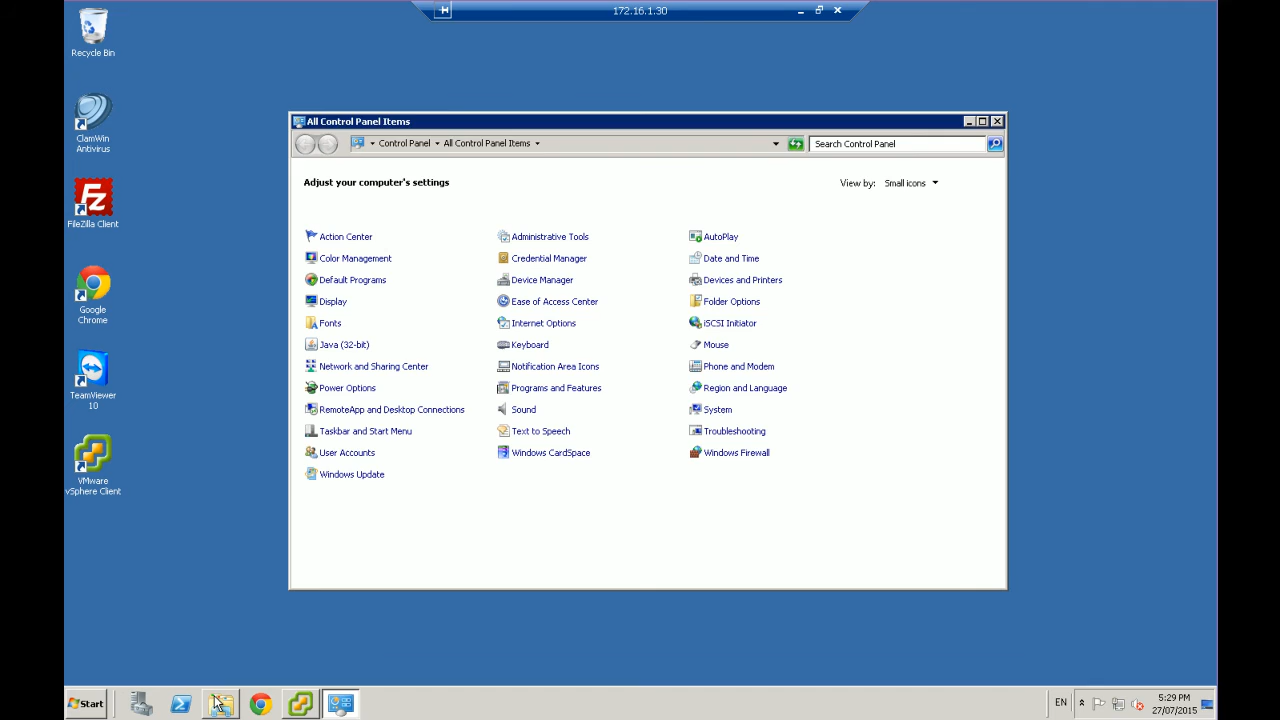 172.16.1.30
Recycle Bin
ClamWin
Antivirus
FileZilla Client
Google
Chrome
TeamViewer
10
VMware
vSphere Client
All Control Panel Items
Control Panel
All Control Panel Items
Search Control Panel
Adjust your computer's settings
View by:
Small icons
Action Center
Administrative Tools
AutoPlay
Color Management
Credential Manager
Date and Time
Default Programs
Device Manager
Devices and Printers
Display
Ease of Access Center
Folder Options
Fonts
Internet Options
iSCSI Initiator
Java (32-bit)
Keyboard
Mouse
Network and Sharing Center
Notification Area Icons
Phone and Modem
Power Options
Programs and Features
Region and Language
RemoteApp and Desktop Connections
Sound
System
Taskbar and Start Menu
Text to Speech
Troubleshooting
User Accounts
Windows CardSpace
Windows Firewall
Windows Update
Start
EN
5:29 PM
27/07/2015